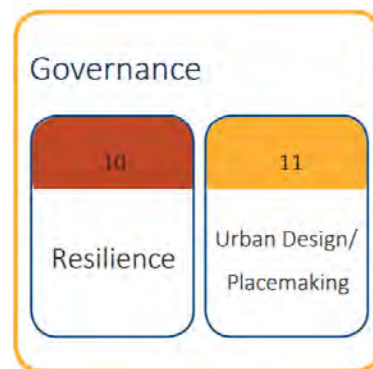 Governance
10
11
Resilience
Urban Design/
Placemaking